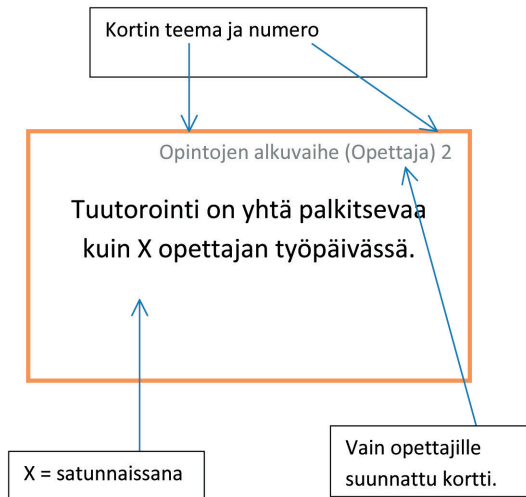 Kortin teema ja numero
Opintojen alkuvaihe (Opettaja) 2
Tuutorointi on yhtä palkitsevaa
kuin X opettajan työpäivässä.
X = satunnaissana
Vain opettajille
suunnattu kortti.